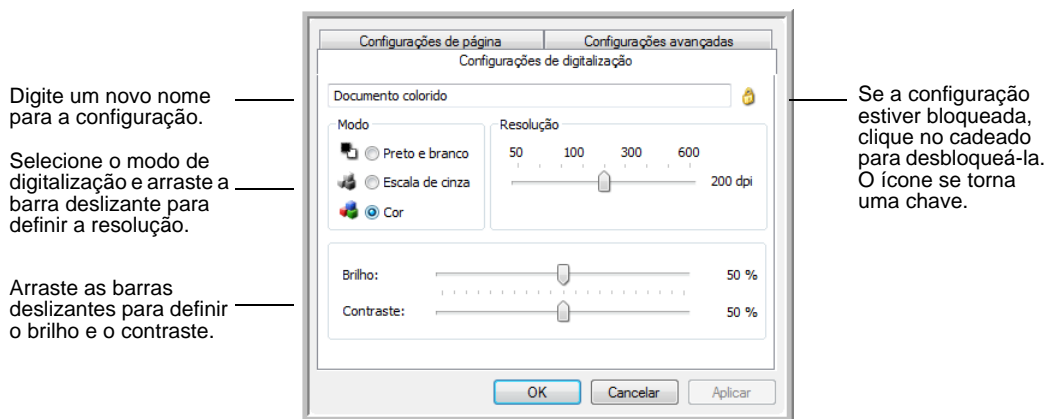 Configurações de página
Configurações avançadas
Configurações de digitalização
Digite um novo nome
para a configuração.
Documento colorido
Se a configuração
estiver bloqueada,
clique no cadeado
para desbloqueá-la.
O ícone se torna
uma chave.
Selecione o modo de
digitalização e arraste a
barra deslizante para
definir a resolução.
Modo
Preto e branco
Escala de cinza
Cor
Resolução
50 100 300 600
200 dpi
Arraste as barras
deslizantes para definir
o brilho e o contraste.
Brilho:
50 %
Contraste:
50 %
OK
Cancelar
Aplicar